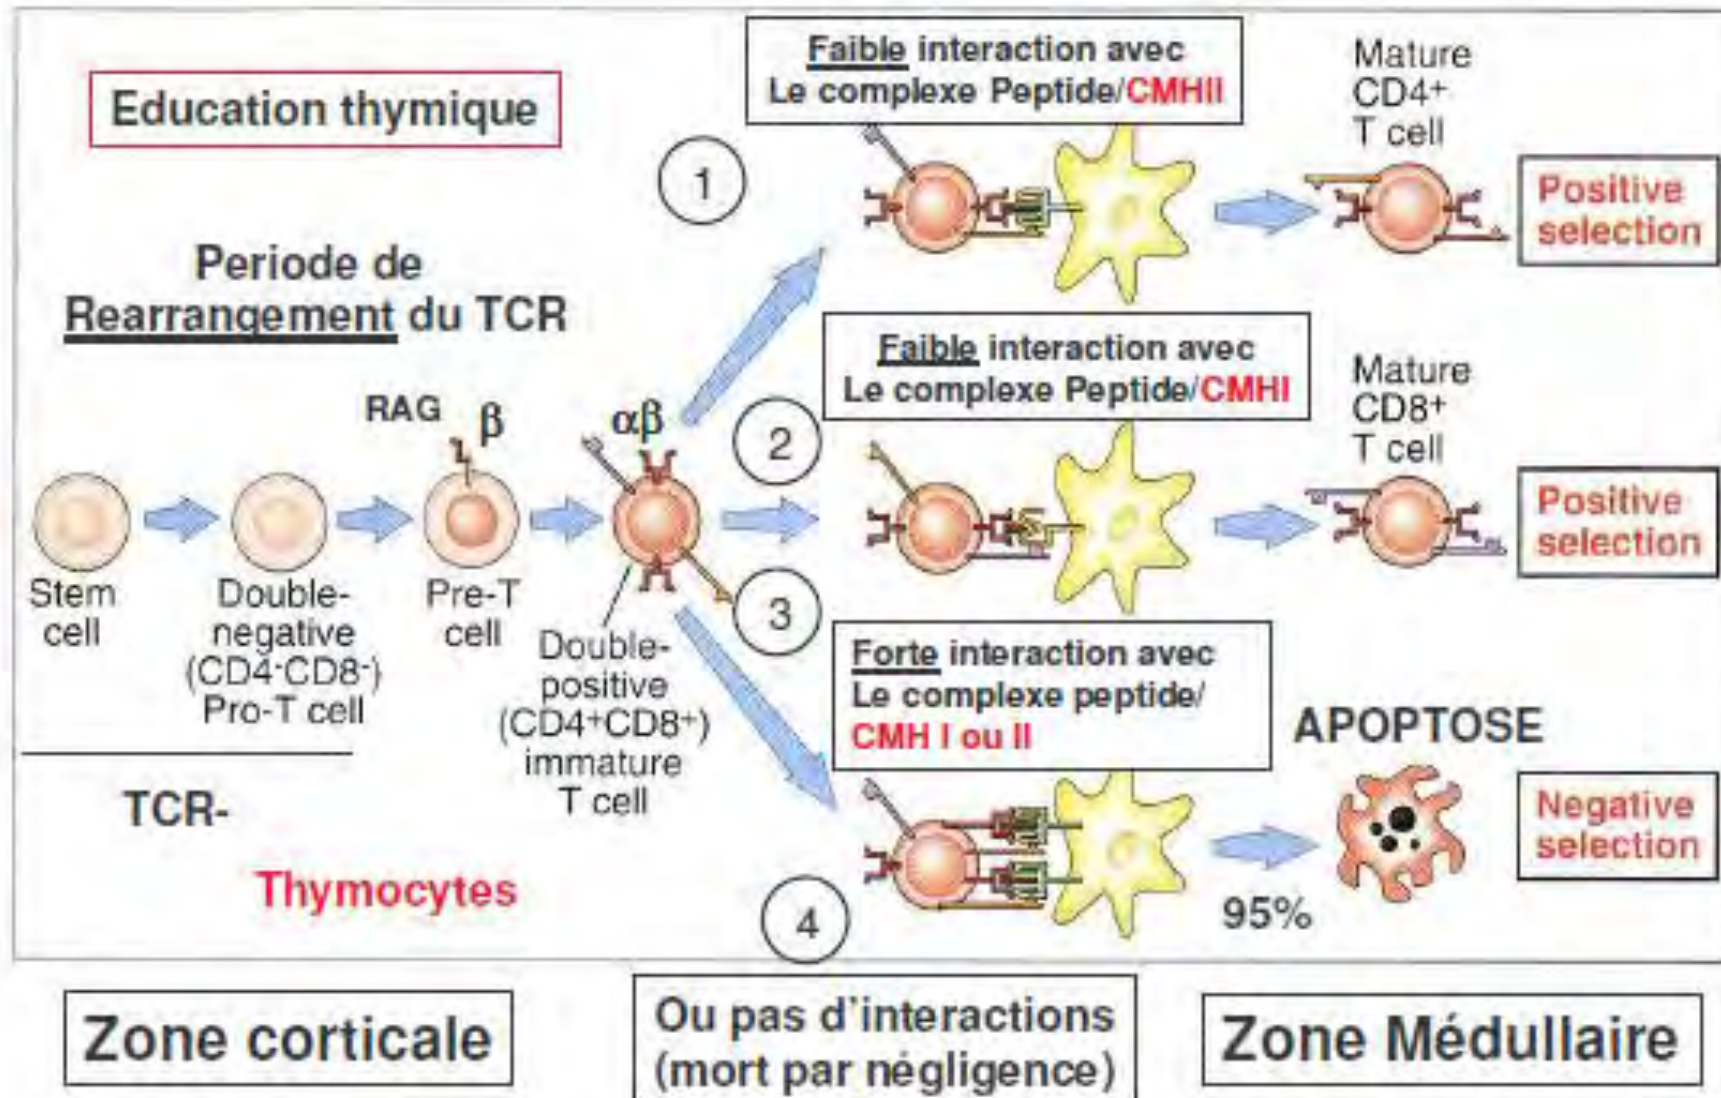 Education thymique
Periode de
Rearrangement du TCR
RAG
β
αβ
Stem
cell
Double-
negative
(CD4-CD8-)
Pro-T cell
Pre-T
cell
Double-
positive
(CD4+CD8+)
immature
T cell
TCR-
Thymocytes
1
Faible interaction avec
Le complexe Peptide/CMHII
Mature
CD4+
T cell
Positive
selection
2
Faible interaction avec
Le complexe Peptide/CMHI
Mature
CD8+
T cell
Positive
selection
3
Forte interaction avec
Le complexe peptide/
CMH I ou II
APOPTOSE
95%
Negative
selection
4
Zone corticale
Ou pas d'interactions
(mort par négligence)
Zone Médullaire